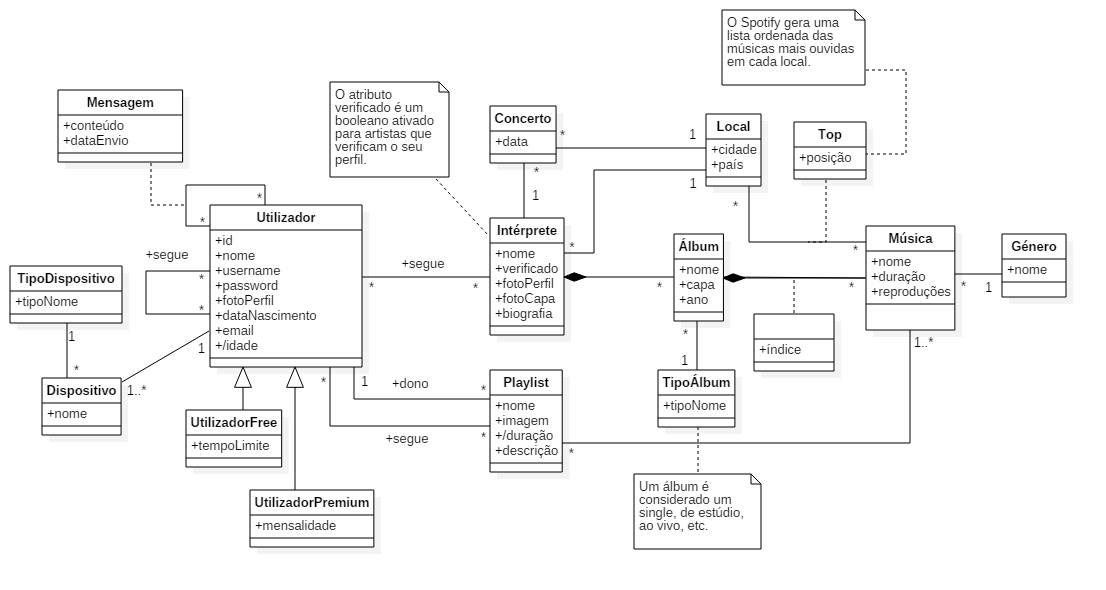 O Spotify gera uma
lista ordenada das
músicas mais ouvidas
em cada local.
Mensagem
+conteúdo
+dataEnvio
O atributo
verificado é um
booleano ativado
para artistas que
verificam o seu
perfil.
Concerto
+data
*
1
Local
+cidade
+país
1
Top
+posição
*
1
*
*
Utilizador
+id
+nome
+username
+password
+fotoPerfil
+dataNascimento
+email
+/idade
+segue
*
*
+segue
*
*
Intérprete
+nome
+verificado
+fotoPerfil
+fotoCapa
+biografia
*
*
Álbum
+nome
+capa
+ano
*
*
*
Música
+nome
+duração
+reproduções
*
1
Género
+nome
TipoDispositivo
+tipoNome
1
*
1
1..*
Dispositivo
+nome
+índice
1..*
*
1
TipoÁlbum
+tipoNome
*
1
+dono
*
+segue
*
Playlist
+nome
+imagem
+/duração
+descrição
*
UtilizadorFree
+tempoLimite
UtilizadorPremium
+mensalidade
Um álbum é
considerado um
single, de estúdio,
ao vivo, etc.